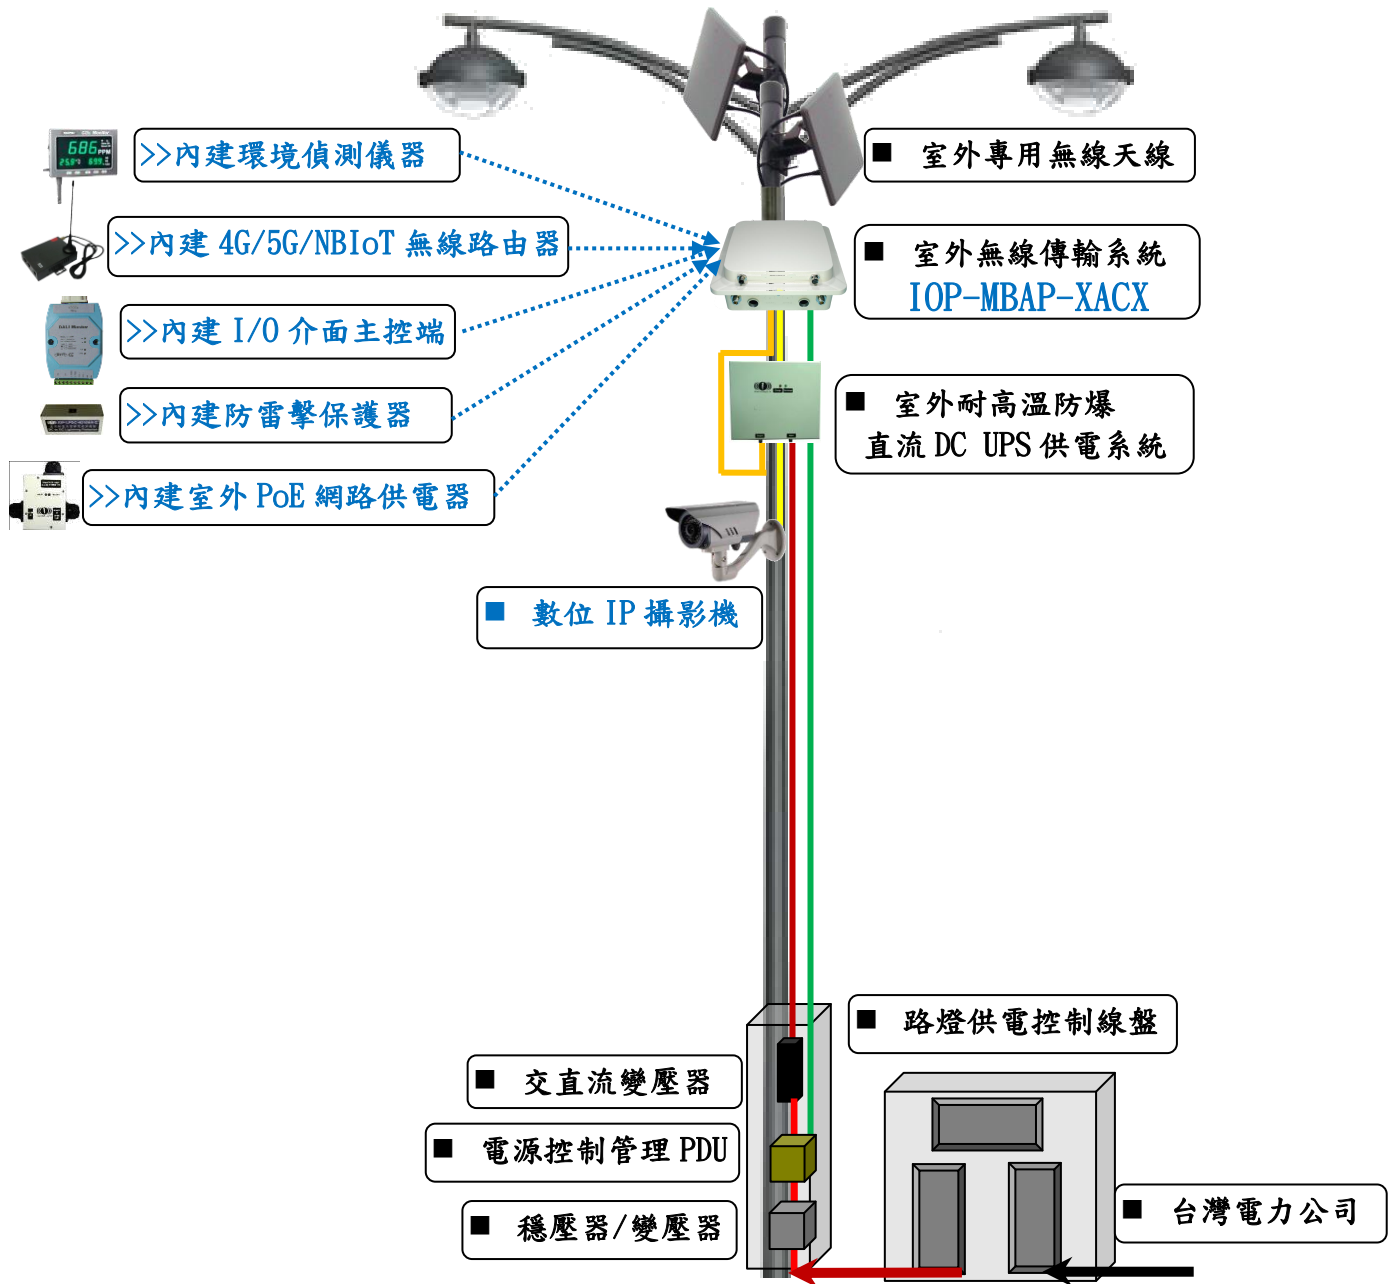 >>內建環境偵測儀器
■ 室外專用無線天線
>>內建 4G/5G/NBIoT 無線路由器
■ 室外無線傳輸系統
IOP-MBAP-XACX
>>內建 I/O 介面主控端
>>內建防雷擊保護器
■ 室外耐高溫防爆
直流 DC UPS 供電系統
>>內建室外 PoE 網路供電器
■ 數位 IP 攝影機
■ 路燈供電控制線盤
■ 交直流變壓器
■ 電源控制管理 PDU
■ 穩壓器/變壓器
■ 台灣電力公司
686
PPM